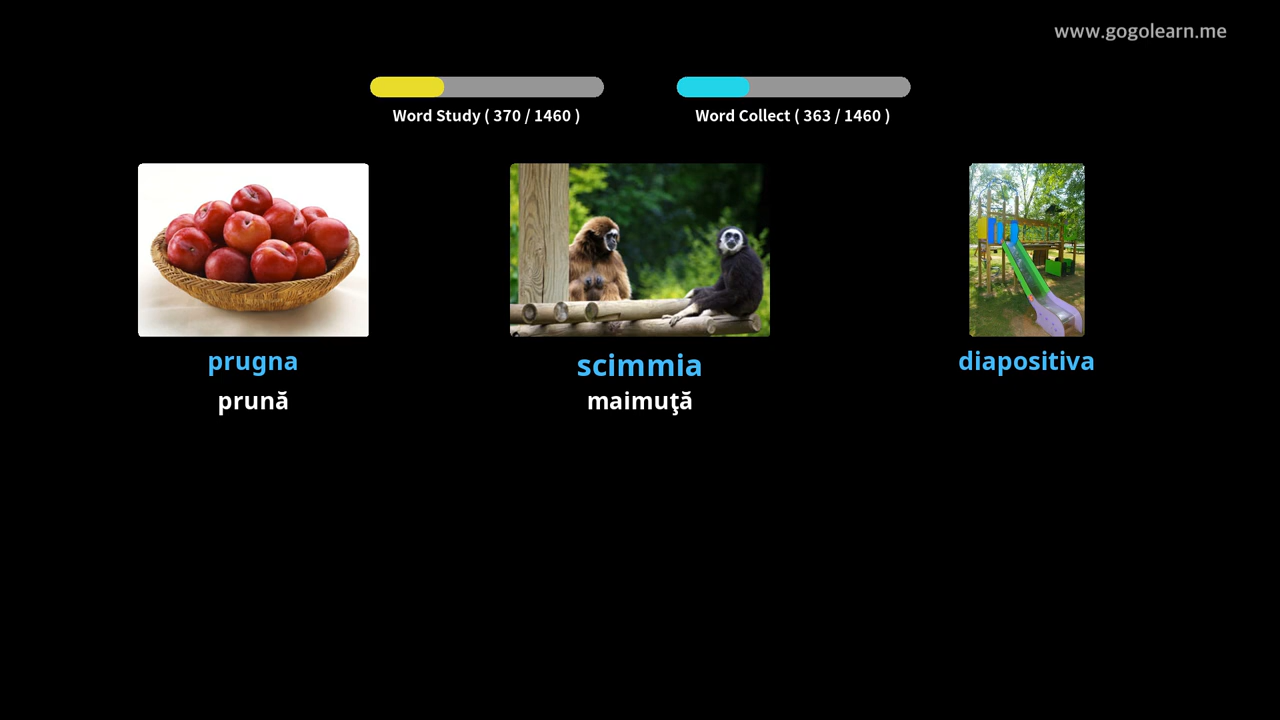 www.gogolearn.me
Word Study ( 370 / 1460 )
Word Collect ( 363 / 1460 )
prugna
scimmia
diapositiva
prună
maimuţă